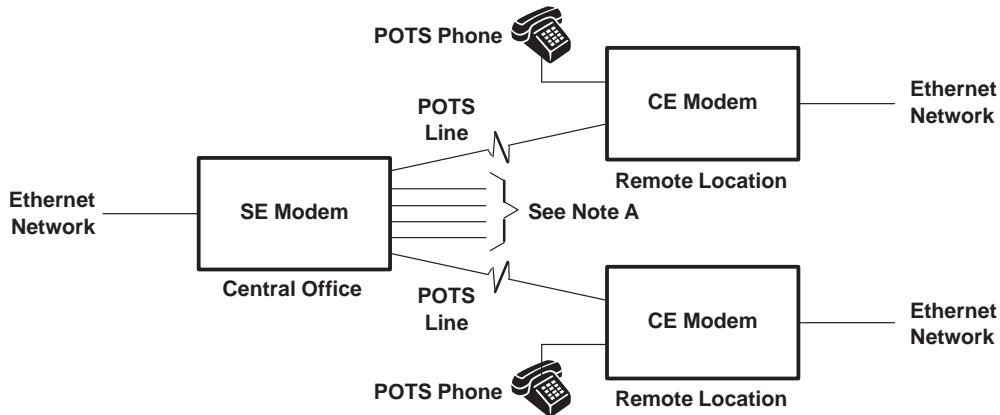 POTS Phone
CE Modem
Ethernet
Network
POTS
Line
Remote Location
Ethernet
Network
SE Modem
See Note A
Central Office
POTS
Line
CE Modem
Ethernet
Network
POTS Phone
Remote Location